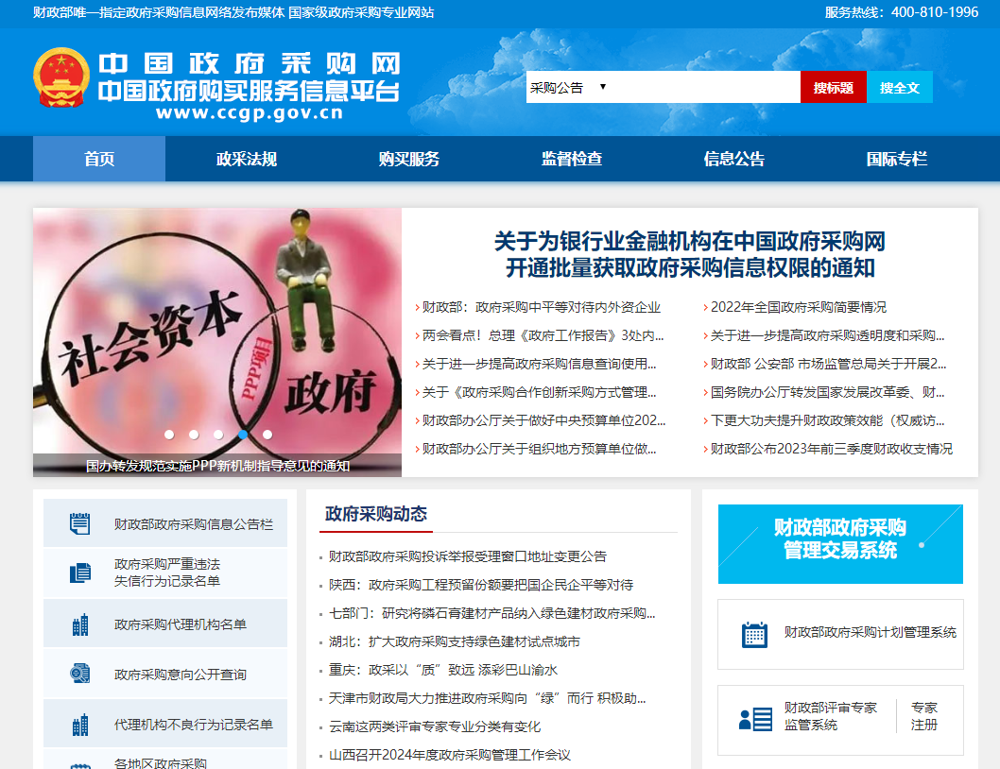 财政部唯一指定政府采购信息网络发布媒体 国家级政府采购专业网站
服务热线：400-810-1996
中国政府采购网
中国政府购买服务信息平台
www.ccgp.gov.cn
采购公告
搜标题
搜全文
首页
政采法规
购买服务
监督检查
信息公告
国际专栏
社会资本
PPP项目
政府
国办转发规范实施PPP新机制指导意见的通知
关于为银行业金融机构在中国政府采购网
开通批量获取政府采购信息权限的通知
财政部：政府采购中平等对待内外资企业
2022年全国政府采购简要情况
两会看点！总理《政府工作报告》3处内...
关于进一步提高政府采购透明度和采购...
关于进一步提高政府采购信息查询使用...
财政部 公安部 市场监管总局关于开展2...
关于《政府采购合作创新采购方式管理...
国务院办公厅转发国家发展改革委、财...
财政部办公厅关于做好中央预算单位202...
下更大功夫提升财政政策效能（权威访...
财政部办公厅关于组织地方预算单位做...
财政部公布2023年前三季度财政收支情况
财政部政府采购信息公告栏
政府采购严重违法
失信行为记录名单
政府采购代理机构名单
政府采购意向公开查询
代理机构不良行为记录名单
各地区政府采购
政府采购动态
财政部政府采购投诉举报受理窗口地址变更公告
陕西：政府采购工程预留份额要把国企民企平等对待
七部门：研究将磷石膏建材产品纳入绿色建材政府采购...
湖北：扩大政府采购支持绿色建材试点城市
重庆：政采以“质”致远 添彩巴山渝水
天津市财政局大力推进政府采购向“绿”而行 积极助...
云南这两类评审专家专业分类有变化
山西召开2024年度政府采购管理工作会议
财政部政府采购
管理交易系统
财政部政府采购计划管理系统
财政部评审专家
监管系统
专家
注册